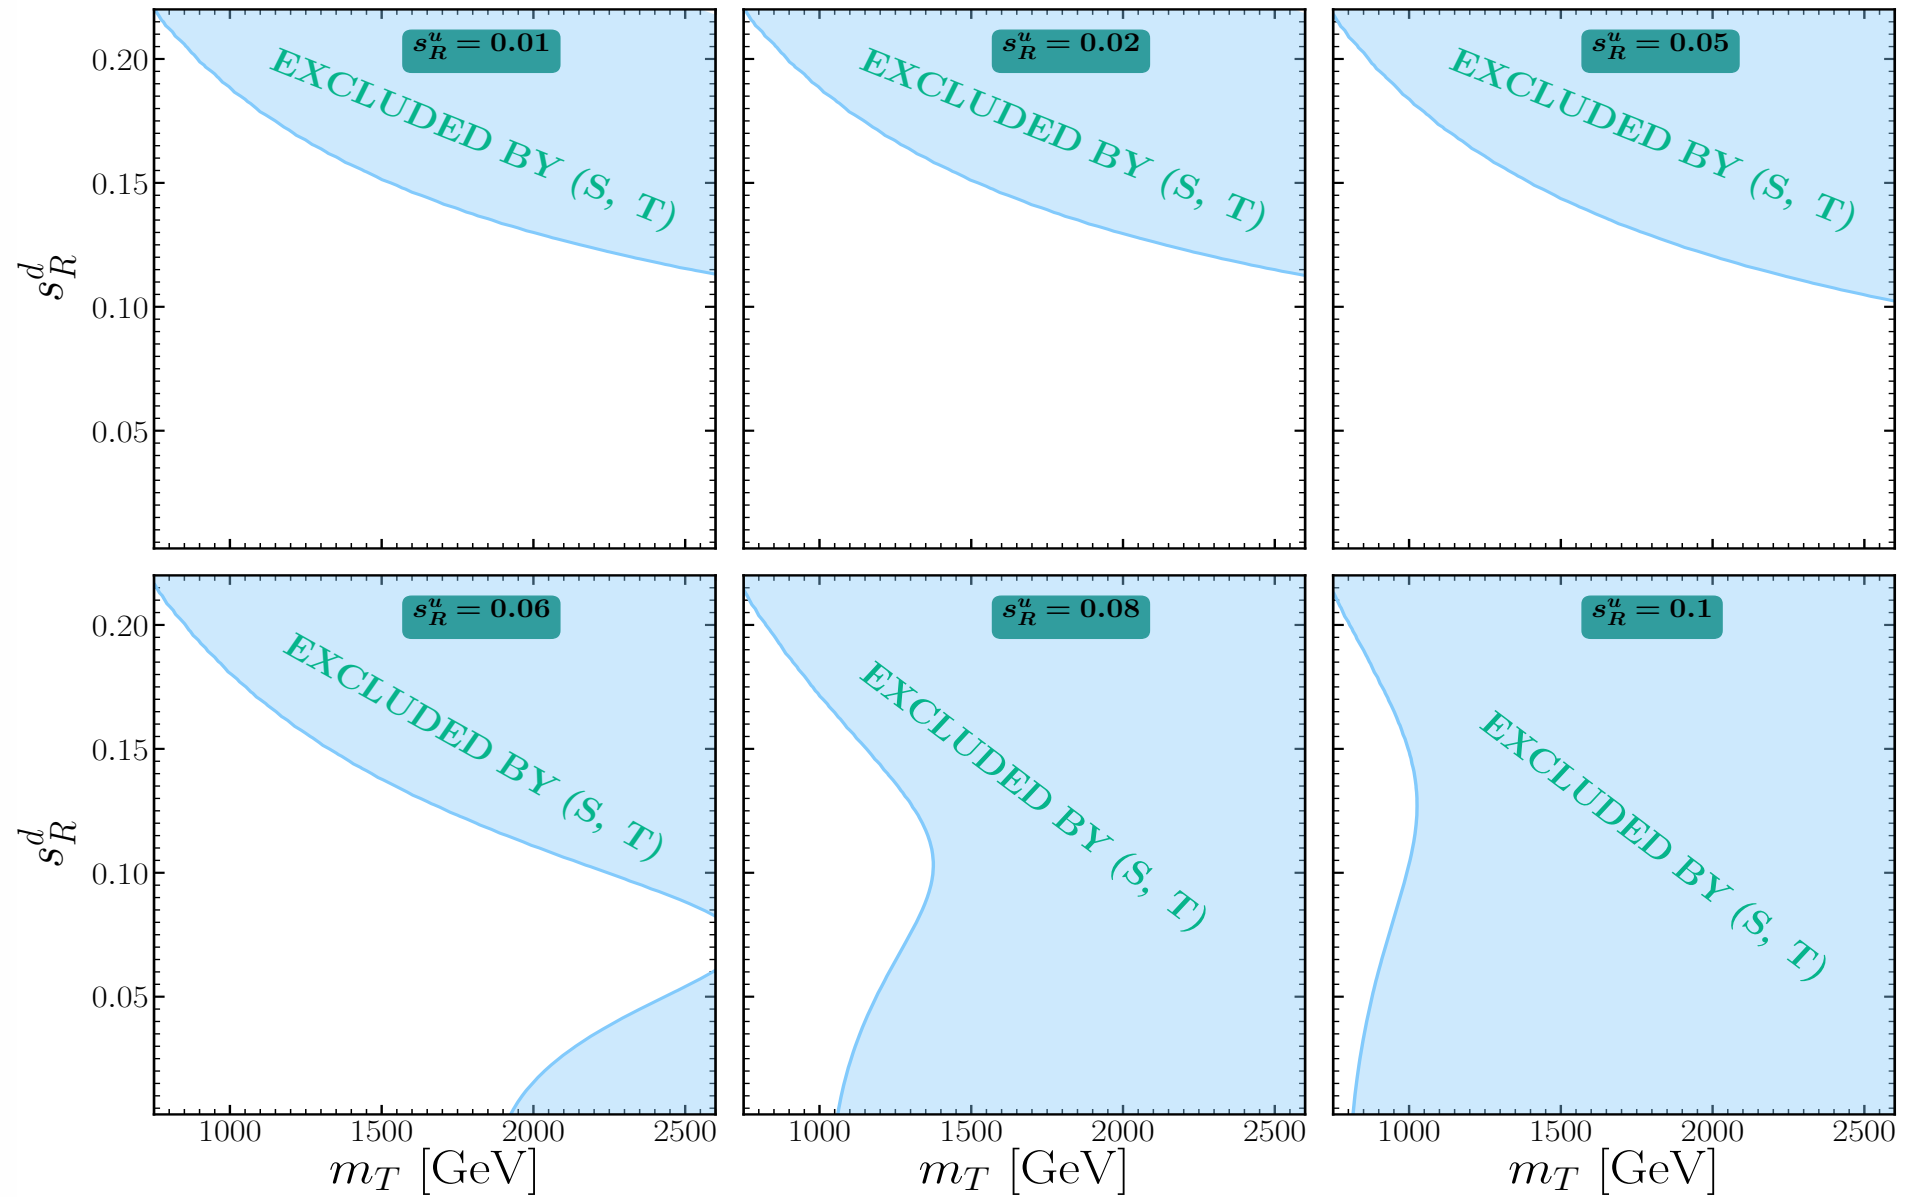 s_R^u = 0.01
EXCLUDED BY (S, T)
s_R^u = 0.02
EXCLUDED BY (S, T)
s_R^u = 0.05
EXCLUDED BY (S, T)
0.20
0.15
0.10
0.05
s_R^d
s_R^u = 0.06
EXCLUDED BY (S, T)
s_R^u = 0.08
EXCLUDED BY (S, T)
s_R^u = 0.1
EXCLUDED BY (S, T)
0.20
0.15
0.10
0.05
s_R^d
1000 1500 2000 2500
1000 1500 2000 2500
1000 1500 2000 2500
m_T [GeV]
m_T [GeV]
m_T [GeV]